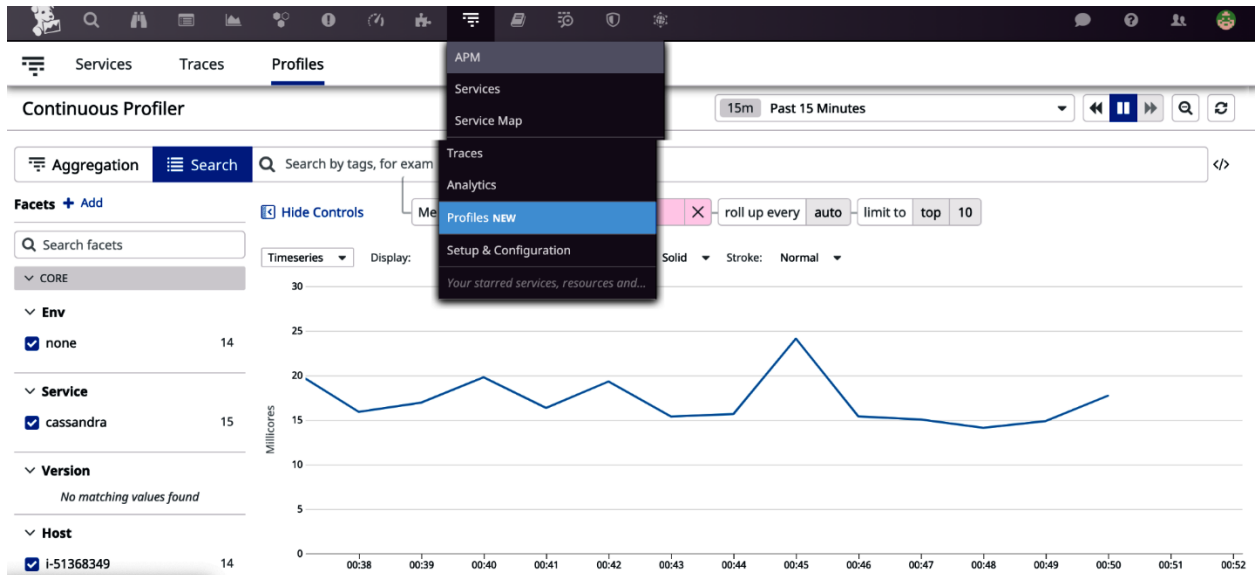 APM
Services Traces Profiles
Services
Continuous Profiler
15m Past 15 Minutes
Service Map
Traces
Aggregation Search Search by tags, for exam </>
Analytics
Facets + Add
Hide Controls Me Profiles NEW roll up every auto limit to top 10
Search facets
Setup & Configuration
Timeseries Display: Solid Stroke: Normal
CORE
Your starred services, resources and...
30
Env
none 14
25
20
Service
cassandra 15
15
Millicores
10
Version
No matching values found
5
Host
i-51368349 14
0
00:38 00:39 00:40 00:41 00:42 00:43 00:44 00:45 00:46 00:47 00:48 00:49 00:50 00:51 00:52